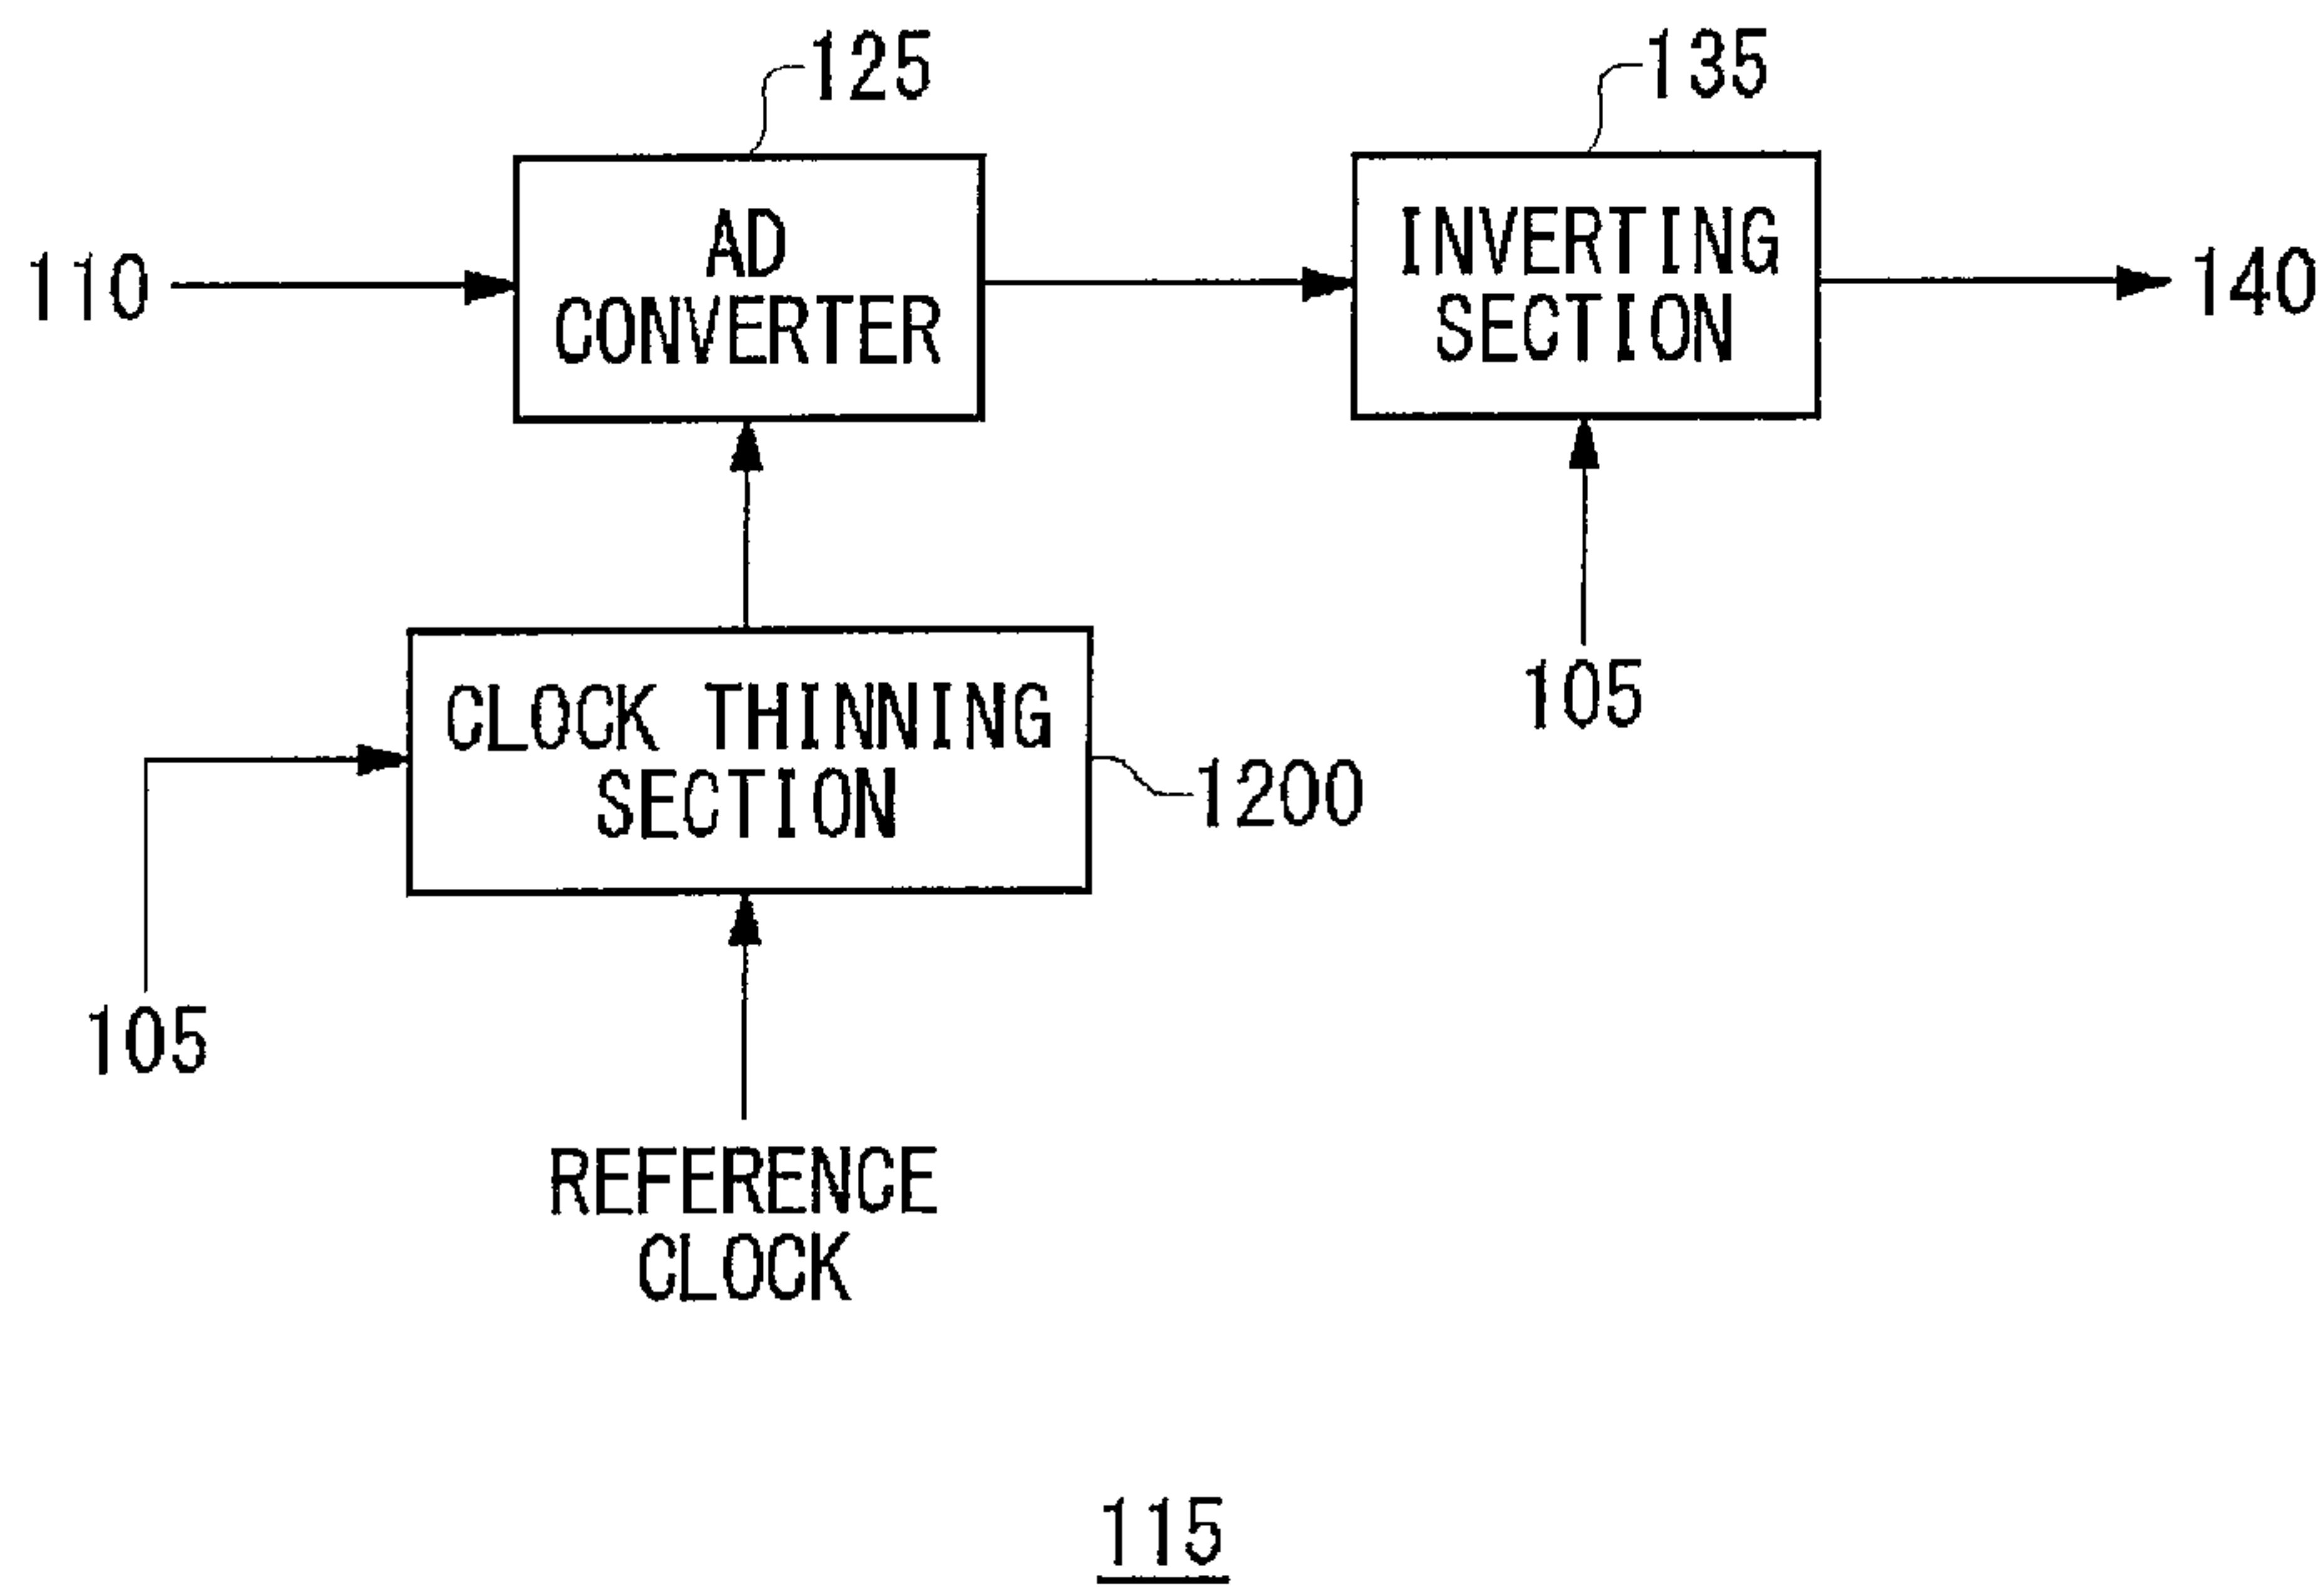 125
135
110
AD
CONVERTER
INVERTING
SECTION
140
CLOCK THINNING
SECTION
105
1200
105
REFERENCE
CLOCK
115